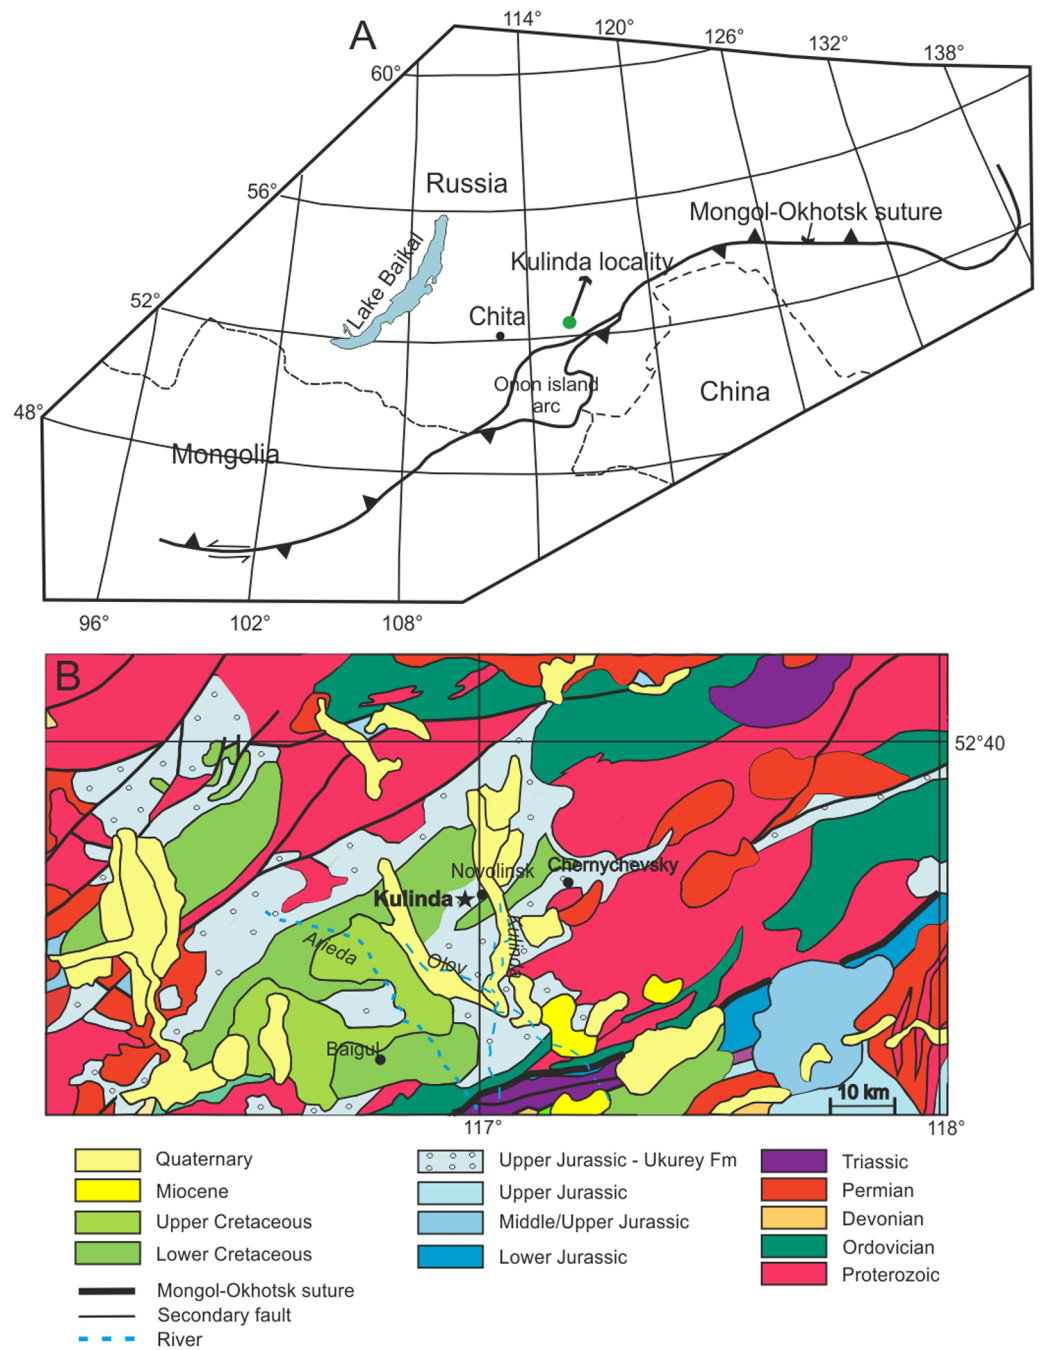 A
114°
120°
126°
132°
138°
60°
56°
Russia
Mongol-Okhotsk suture
Lake Baikal
Kulinda locality
52°
Chita
Onon island
arc
China
48°
Mongolia
96°
102°
108°
B
52°40
Novolinsk
Chernychevsky
Kulinda
Kulinda
Arieda
Olov
Baigul
10 km
117°
118°
Quaternary
Miocene
Upper Cretaceous
Lower Cretaceous
Mongol-Okhotsk suture
Secondary fault
River
Upper Jurassic - Ukurey Fm
Upper Jurassic
Middle/Upper Jurassic
Lower Jurassic
Triassic
Permian
Devonian
Ordovician
Proterozoic